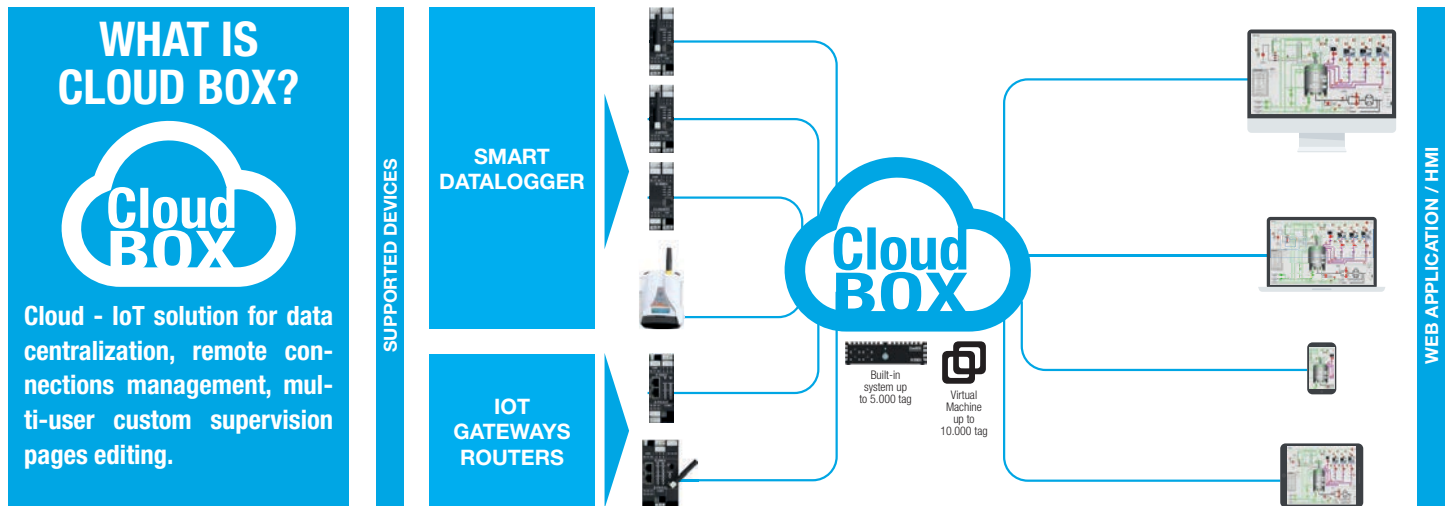 WHAT IS
CLOUD BOX?
Cloud
BOX
Cloud - IoT solution for data
centralization, remote con-
nections management, mul-
ti-user custom supervision
pages editing.
SUPPORTED DEVICES
SMART
DATALOGGER
IOT
GATEWAYS
ROUTERS
Cloud
BOX
Built-in
system up
to 5.000 tag
Virtual
Machine
up to
10.000 tag
WEB APPLICATION / HMI